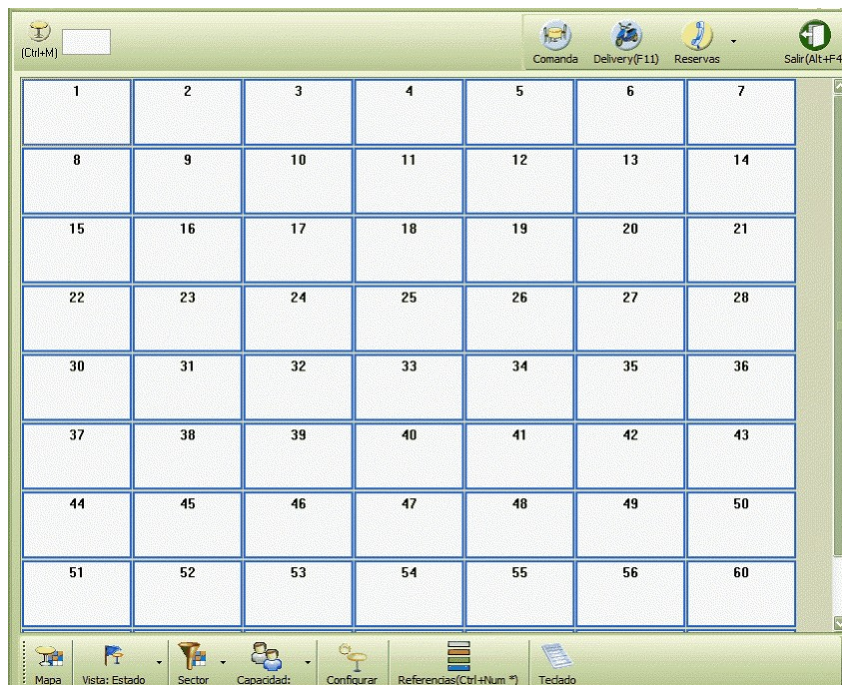 (Ctrl+M)
Comanda Delivery(F11) Reservas Salir(Alt+F4
1 2 3 4 5 6 7
8 9 10 11 12 13 14
15 16 17 18 19 20 21
22 23 24 25 26 27 28
30 31 32 33 34 35 36
37 38 39 40 41 42 43
44 45 46 47 48 49 50
51 52 53 54 55 56 60
Mapa Vista: Estado Sector Capacidad: Configurar Referencias(Ctrl+Num *) Teclado